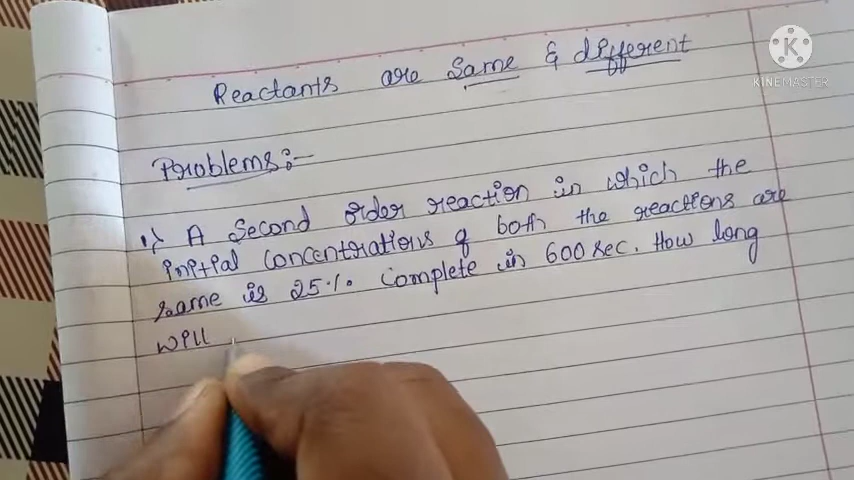 KINEMASTER
Reactants are Same & different
Problems:-
1) A Second order reaction in which the
initial concentrations of both the reactions are
same is 25% complete in 600 sec. How long
will